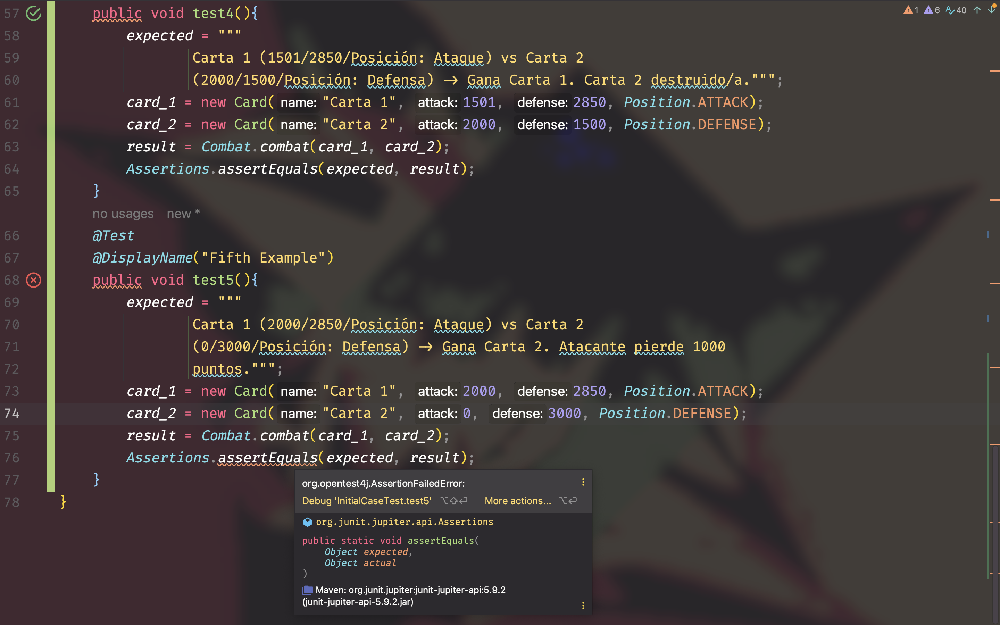 57 public void test4(){
⚠1 ⚠6 40 ↑ ↓
58 expected = """
59 Carta 1 (1501/2850/Posición: Ataque) vs Carta 2
60 (2000/1500/Posición: Defensa) → Gana Carta 1. Carta 2 destruido/a.""";
61 card_1 = new Card( name: "Carta 1", attack: 1501, defense: 2850, Position.ATTACK);
62 card_2 = new Card( name: "Carta 2", attack: 2000, defense: 1500, Position.DEFENSE);
63 result = Combat.combat(card_1, card_2);
64 Assertions.assertEquals(expected, result);
65 }
no usages new *
66 @Test
67 @DisplayName("Fifth Example")
68 public void test5(){
69 expected = """
70 Carta 1 (2000/2850/Posición: Ataque) vs Carta 2
71 (0/3000/Posición: Defensa) → Gana Carta 2. Atacante pierde 1000
72 puntos.""";
73 card_1 = new Card( name: "Carta 1", attack: 2000, defense: 2850, Position.ATTACK);
74 card_2 = new Card( name: "Carta 2", attack: 0, defense: 3000, Position.DEFENSE);
75 result = Combat.combat(card_1, card_2);
76 Assertions.assertEquals(expected, result);
77 }
78 }
org.opentest4j.AssertionFailedError:
Debug 'InitialCaseTest.test5' ⌥⇧⏎ More actions... ⌥⏎
org.junit.jupiter.api.Assertions
public static void assertEquals(
Object expected,
Object actual
)
Maven: org.junit.jupiter:junit-jupiter-api:5.9.2
(junit-jupiter-api-5.9.2.jar)